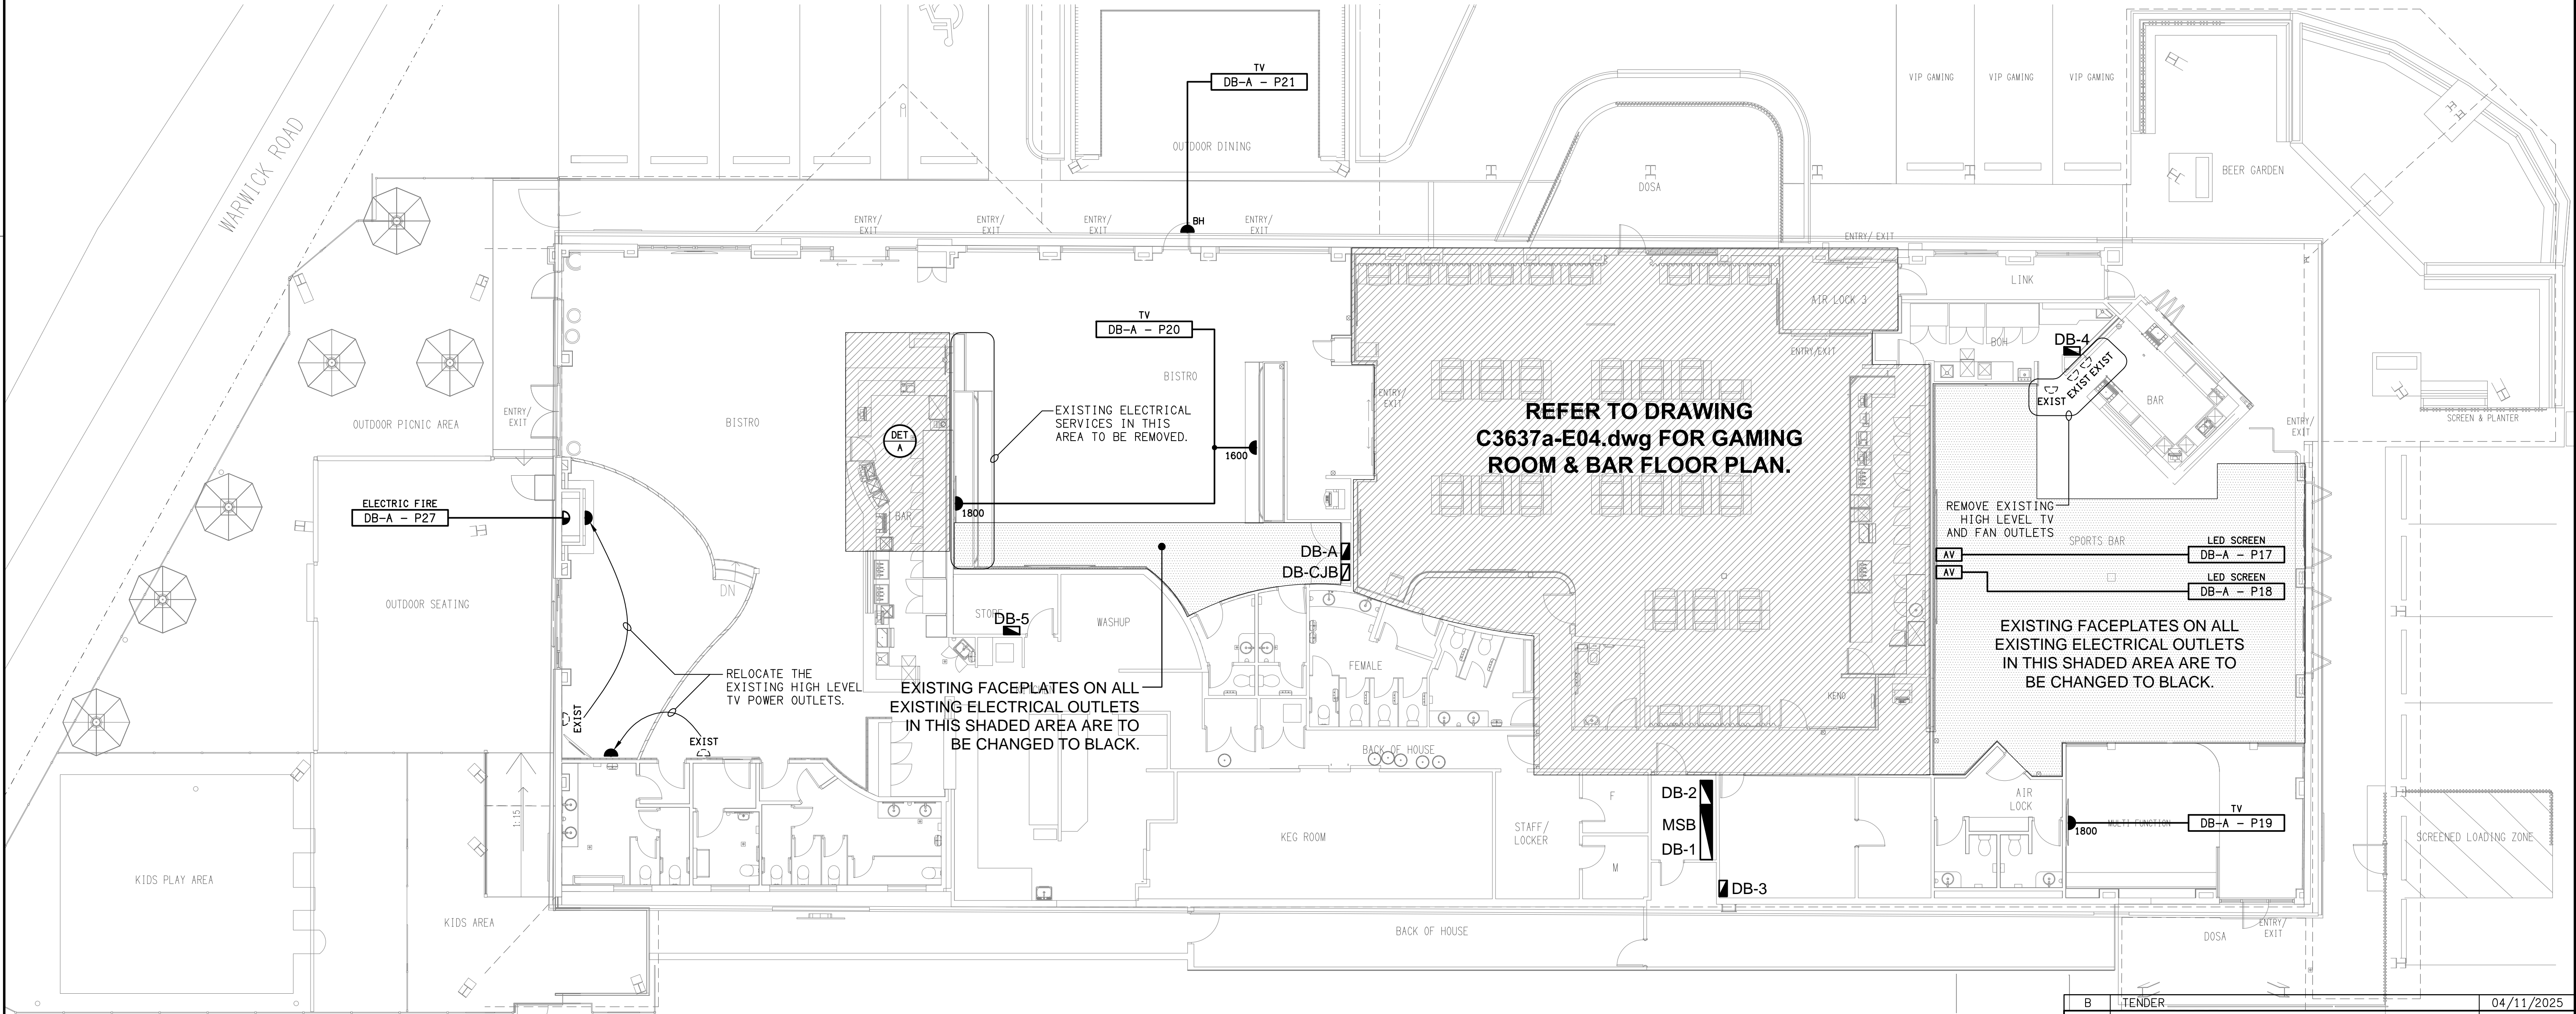 TV
DB-A - P21
VIP GAMING
VIP GAMING
VIP GAMING
WARWICK ROAD
OUTDOOR DINING
DOSA
BEER GARDEN
BH
ENTRY/
EXIT
ENTRY/
EXIT
ENTRY/
EXIT
ENTRY/
EXIT
ENTRY/ EXIT
LINK
AIR LOCK 3
TV
DB-A - P20
ENTRY/EXIT
BOH
DB-4
EXIST
EXIST
EXIST
BAR
BISTRO
BISTRO
ENTRY/
EXIT
ENTRY/
EXIT
OUTDOOR PICNIC AREA
EXISTING ELECTRICAL
SERVICES IN THIS
AREA TO BE REMOVED.
DET
A
1600
REFER TO DRAWING
C3637a-E04.dwg FOR GAMING
ROOM & BAR FLOOR PLAN.
SCREEN & PLANTER
ENTRY/
EXIT
ELECTRIC FIRE
DB-A - P27
1800
BAR
REMOVE EXISTING
HIGH LEVEL TV
AND FAN OUTLETS
SPORTS BAR
AV
LED SCREEN
DB-A - P17
AV
LED SCREEN
DB-A - P18
DB-A
DB-CJB
DN
OUTDOOR SEATING
STORE
DB-5
WASHUP
EXISTING FACEPLATES ON ALL
EXISTING ELECTRICAL OUTLETS
IN THIS SHADED AREA ARE TO
BE CHANGED TO BLACK.
FEMALE
RELOCATE THE
EXISTING HIGH LEVEL
TV POWER OUTLETS.
EXISTING FACEPLATES ON ALL
EXISTING ELECTRICAL OUTLETS
IN THIS SHADED AREA ARE TO
BE CHANGED TO BLACK.
KENO
EXIST
EXIST
BACK OF HOUSE
DB-2
MSB
DB-1
F
M
STAFF/
LOCKER
KEG ROOM
AIR
LOCK
1800
MULTI FUNCTION
TV
DB-A - P19
SCREENED LOADING ZONE
1:15
KIDS PLAY AREA
DB-3
KIDS AREA
BACK OF HOUSE
DOSA
ENTRY/
EXIT
B TENDER 04/11/2025